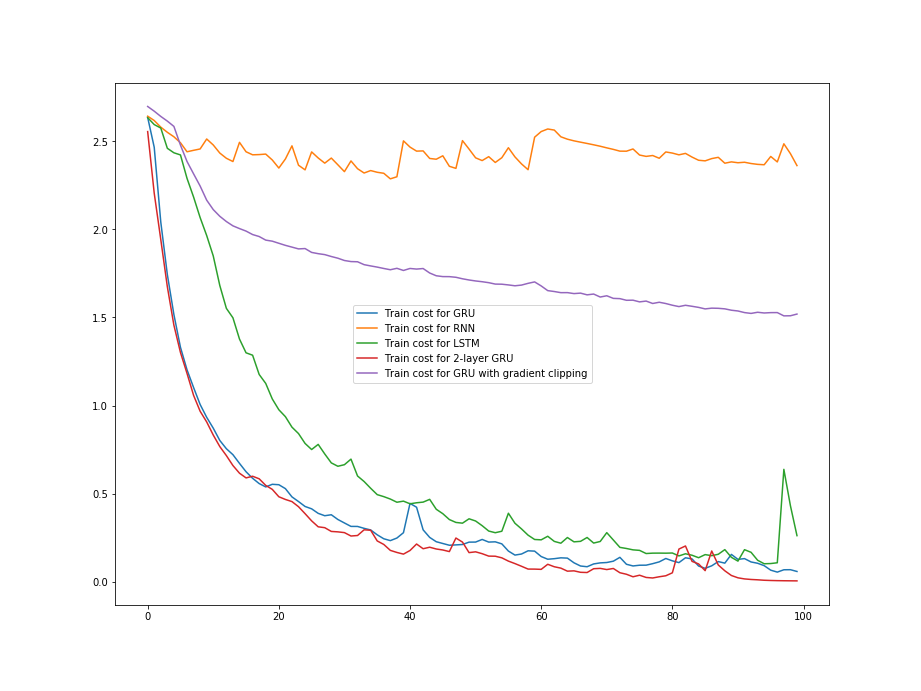 2.5
2.0
1.5
1.0
0.5
0.0
Train cost for GRU
Train cost for RNN
Train cost for LSTM
Train cost for 2-layer GRU
Train cost for GRU with gradient clipping
0 20 40 60 80 100